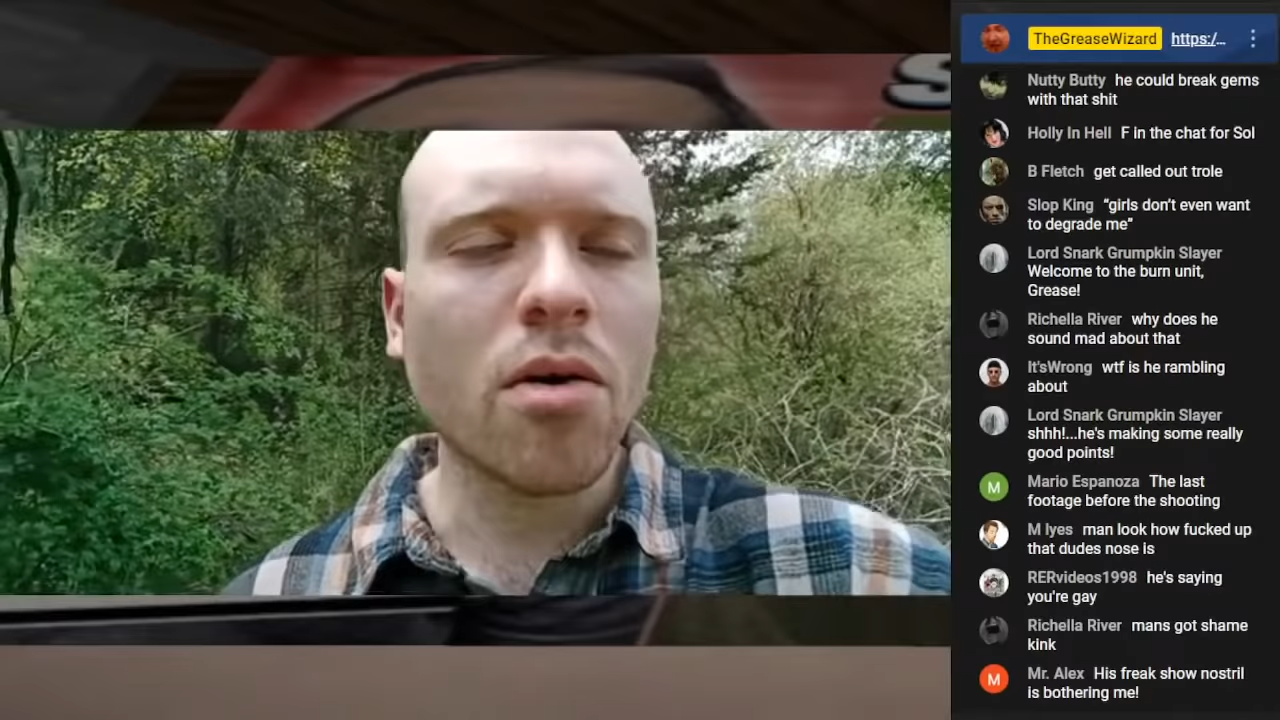 TheGreaseWizard https:/...
Nutty Butty he could break gems
with that shit
Holly In Hell F in the chat for Sol
B Fletch get called out trole
Slop King “girls don’t even want
to degrade me”
Lord Snark Grumpkin Slayer
Welcome to the burn unit,
Grease!
Richella River why does he
sound mad about that
It'sWrong wtf is he rambling
about
Lord Snark Grumpkin Slayer
shhh!...he's making some really
good points!
M Mario Espanoza The last
footage before the shooting
M Iyes man look how fucked up
that dudes nose is
RERvideos1998 he's saying
you're gay
Richella River mans got shame
kink
M Mr. Alex His freak show nostril
is bothering me!
S